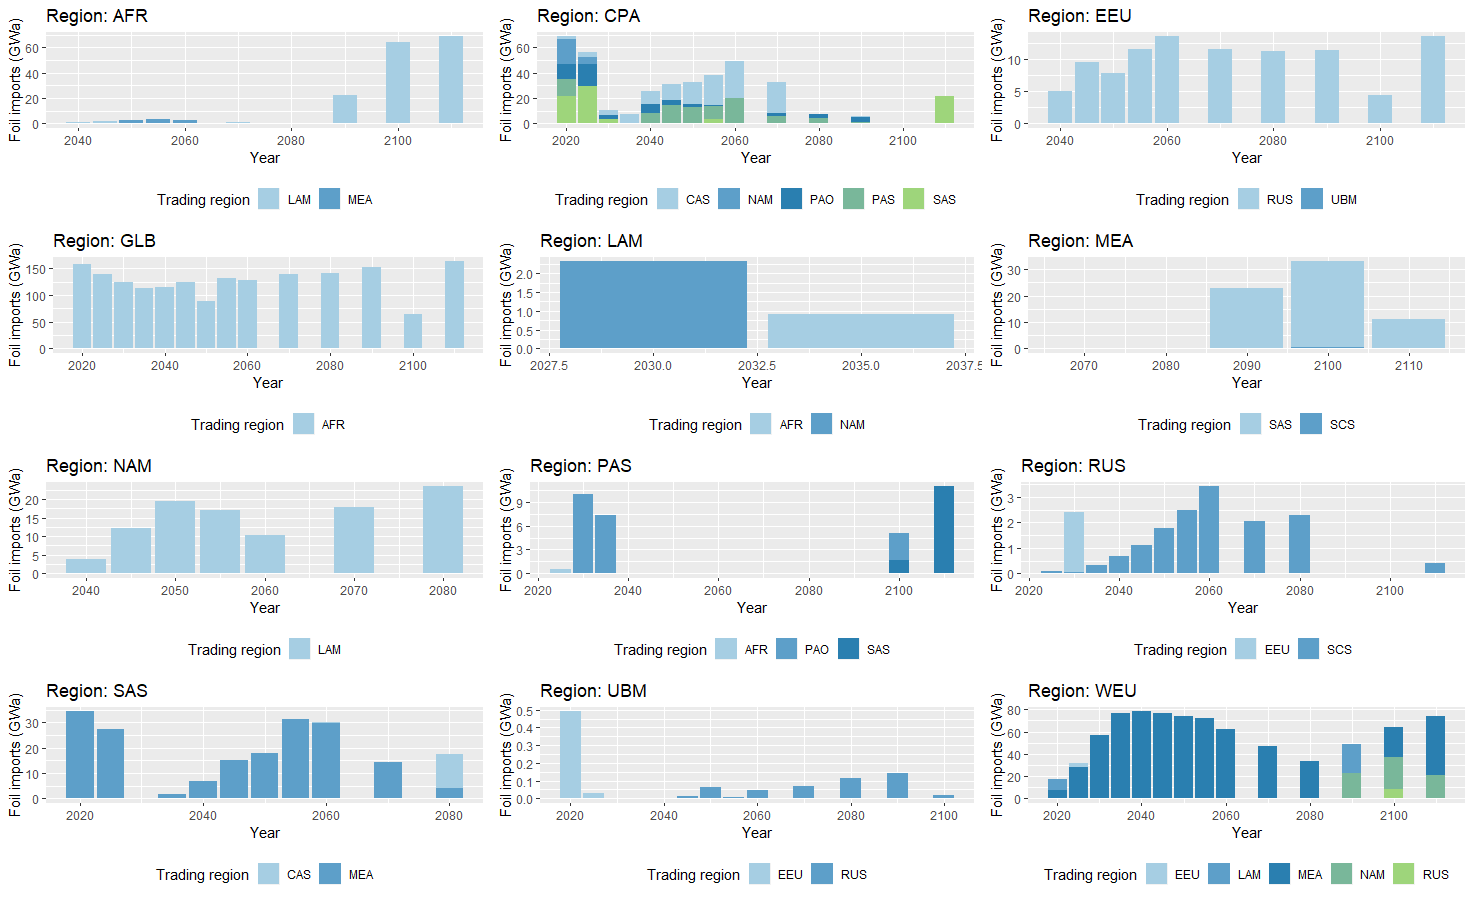 Region: AFR
Foil imports (GWa)
60
40
20
0
2040 2060 2080 2100
Year
Trading region LAM MEA
Region: CPA
Foil imports (GWa)
60
40
20
0
2020 2040 2060 2080 2100
Year
Trading region CAS NAM PAO PAS SAS
Region: EEU
Foil imports (GWa)
10
5
0
2040 2060 2080 2100
Year
Trading region RUS UBM
Region: GLB
Foil imports (GWa)
150
100
50
0
2020 2040 2060 2080 2100
Year
Trading region AFR
Region: LAM
Foil imports (GWa)
2.0
1.5
1.0
0.5
0.0
2027.5 2030.0 2032.5 2035.0 2037.5
Year
Trading region AFR NAM
Region: MEA
Foil imports (GWa)
30
20
10
0
2070 2080 2090 2100 2110
Year
Trading region SAS SCS
Region: NAM
Foil imports (GWa)
20
15
10
5
0
2040 2050 2060 2070 2080
Year
Trading region LAM
Region: PAS
Foil imports (GWa)
9
6
3
0
2020 2040 2060 2080 2100
Year
Trading region AFR PAO SAS
Region: RUS
Foil imports (GWa)
3
2
1
0
2020 2040 2060 2080 2100
Year
Trading region EEU SCS
Region: SAS
Foil imports (GWa)
30
20
10
0
2020 2040 2060 2080
Year
Trading region CAS MEA
Region: UBM
Foil imports (GWa)
0.5
0.4
0.3
0.2
0.1
0.0
2020 2040 2060 2080 2100
Year
Trading region EEU RUS
Region: WEU
Foil imports (GWa)
80
60
40
20
0
2020 2040 2060 2080 2100
Year
Trading region EEU LAM MEA NAM RUS